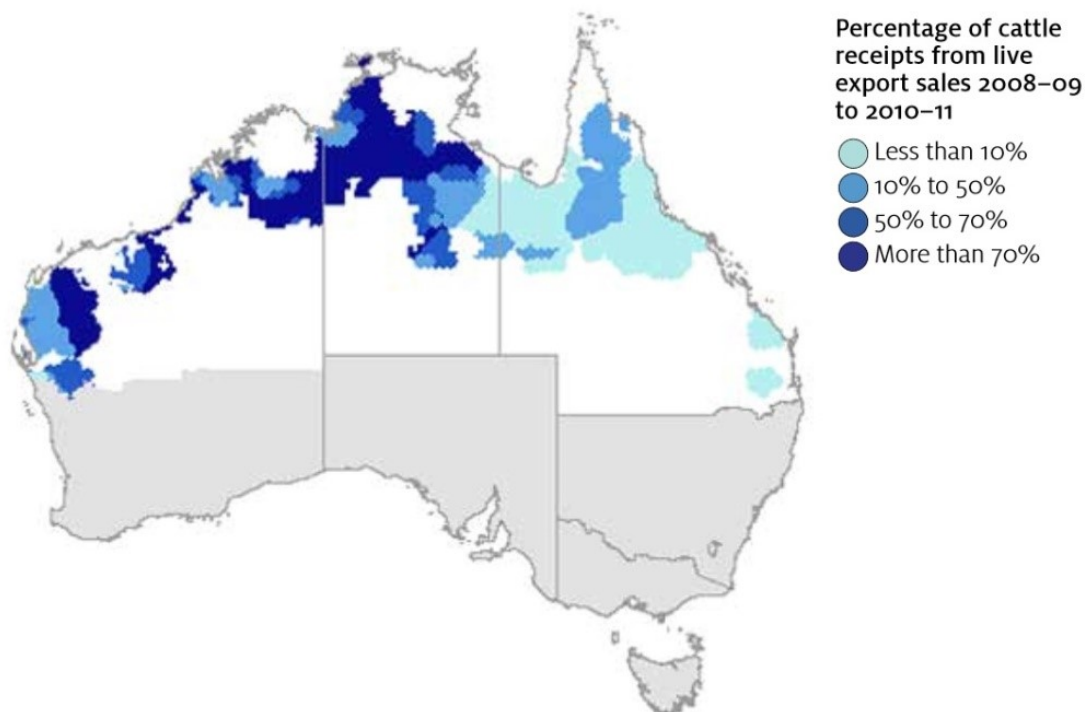 Percentage of cattle
receipts from live
export sales 2008–09
to 2010–11
Less than 10%
10% to 50%
50% to 70%
More than 70%